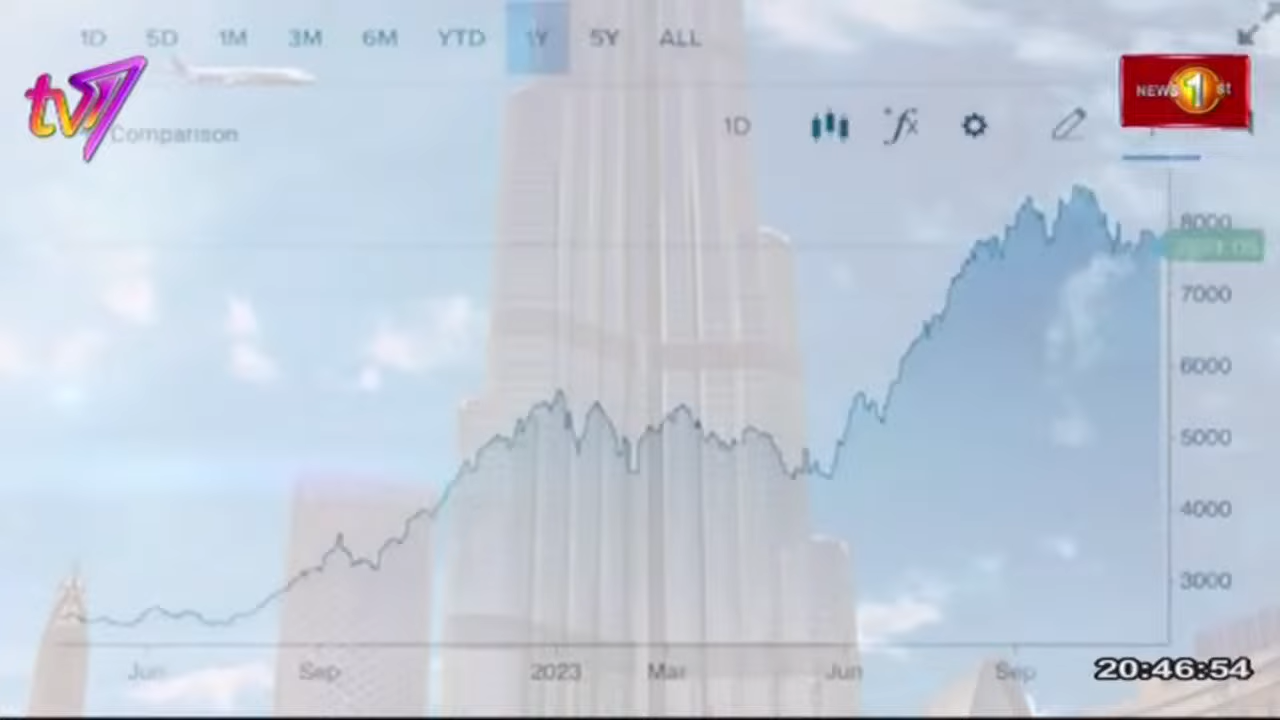 1D 5D 1M 3M 6M YTD 1Y 5Y ALL
tv1
NEWS 1st
Comparison
1D
8000
7000
6000
5000
4000
3000
Jun Sep 2023 Mar Jun Sep
20:46:54